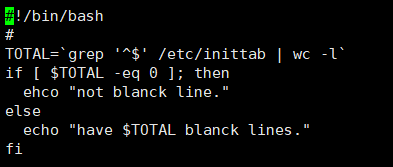 #!/bin/bash
#
TOTAL=`grep '^$' /etc/inittab | wc -l`
if [ $TOTAL -eq 0 ]; then
  ehco "not blanck line."
else
  echo "have $TOTAL blanck lines."
fi